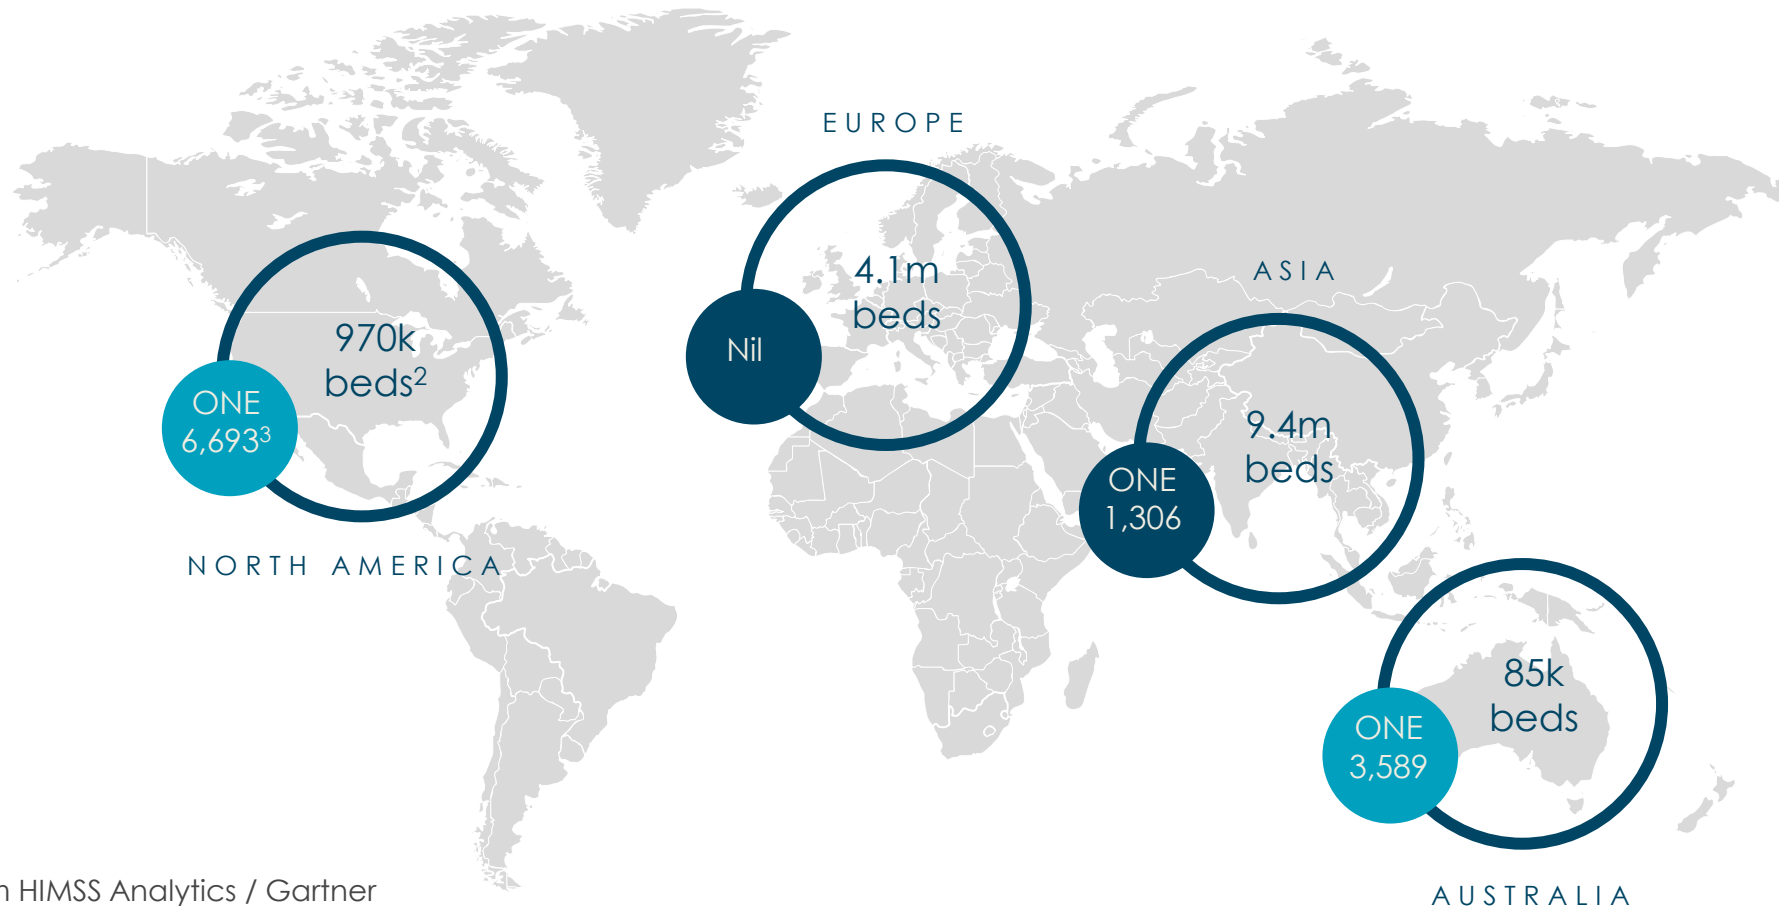 EUROPE
4.1m
beds
Nil
ASIA
9.4m
beds
ONE
1,306
970k
beds²
ONE
6,693³
NORTH AMERICA
85k
beds
ONE
3,589
HIMSS Analytics / Gartner
AUSTRALIA